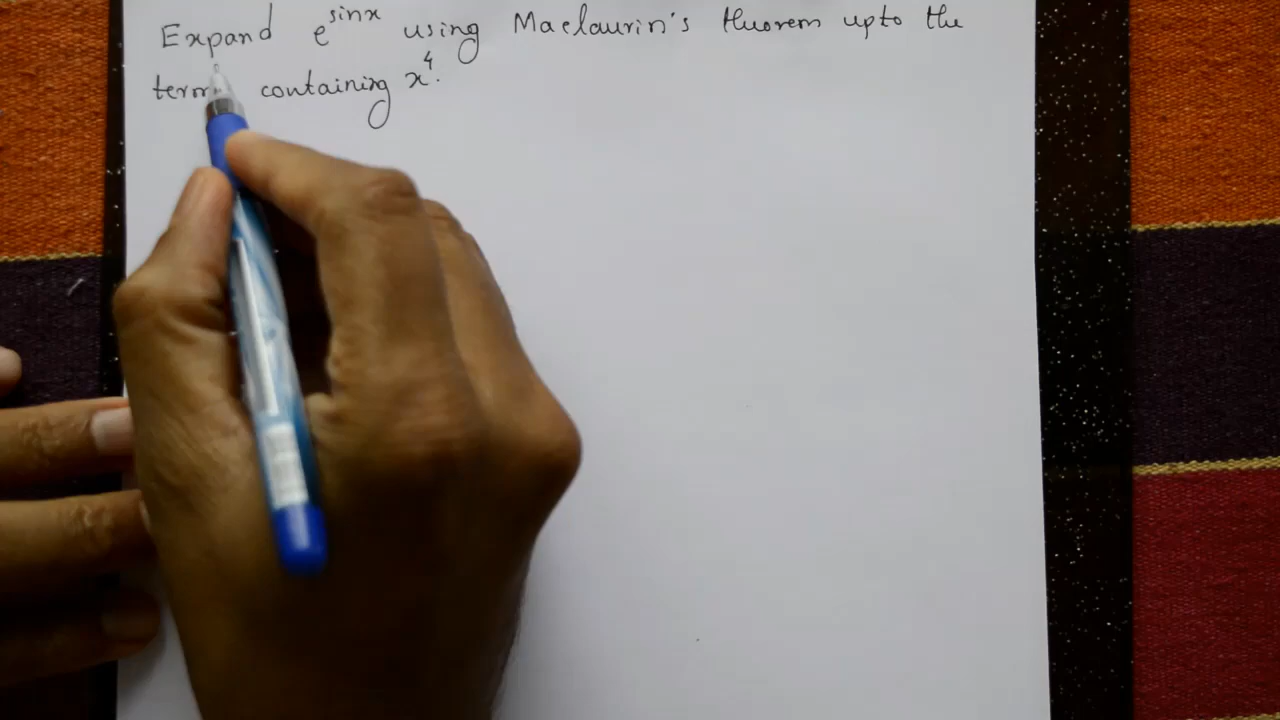 Expand e^sinx using Maclaurin's theorem upto the
term containing x^4.